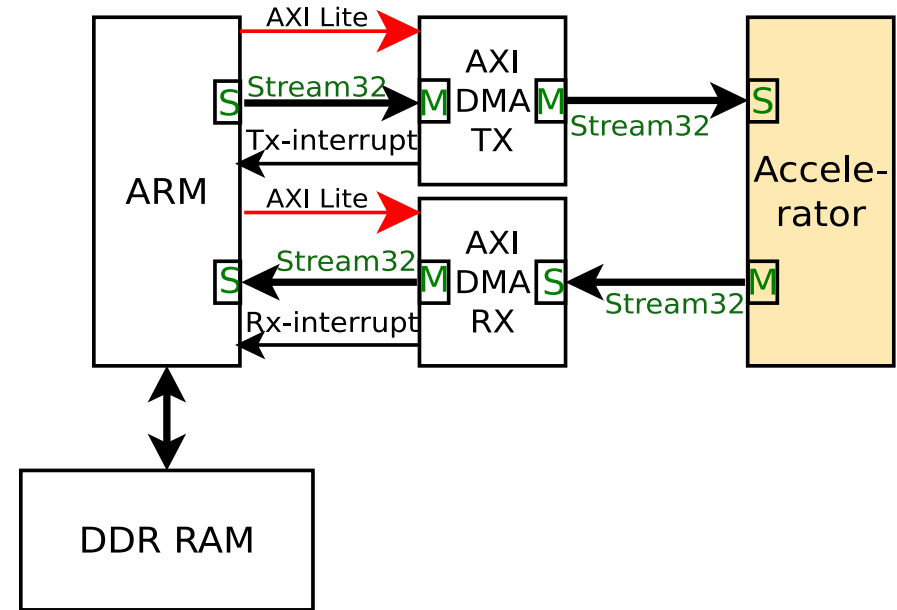 AXI Lite
S
Stream32
M
AXI
DMA
TX
M
Stream32
S
Tx-interrupt
ARM
Accele-
rator
AXI Lite
S
Stream32
M
AXI
DMA
RX
S
Stream32
M
Rx-interrupt
DDR RAM